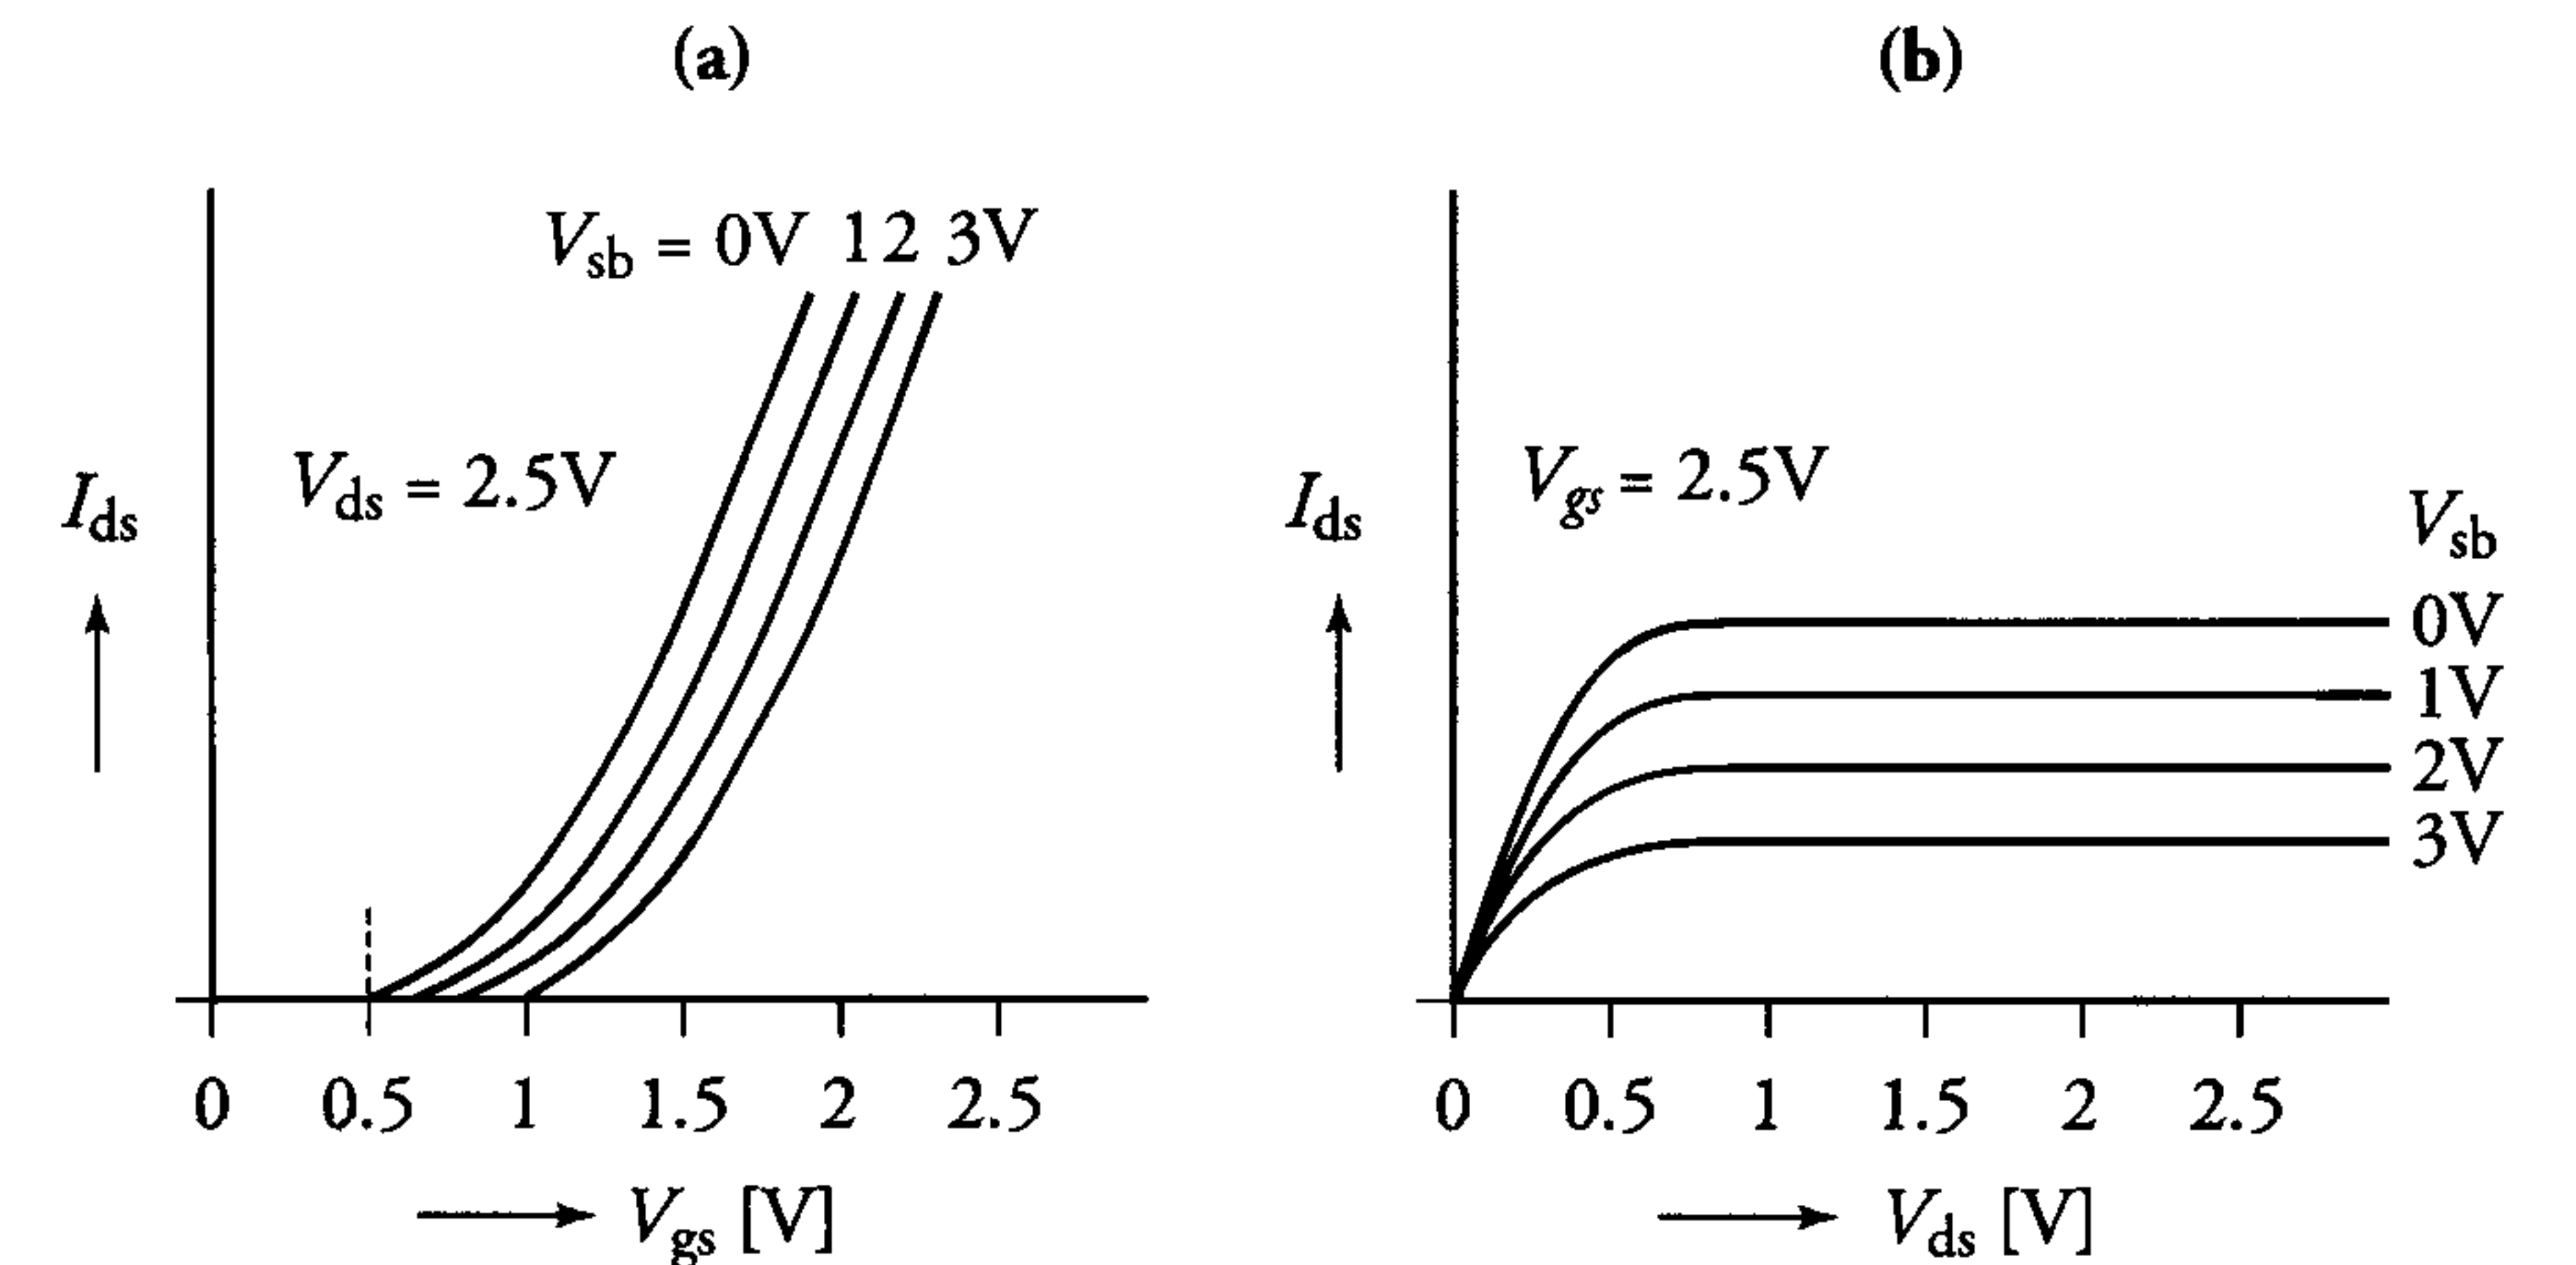 (a)
V_sb = 0V 1 2 3V
V_ds = 2.5V
I_ds
0 0.5 1 1.5 2 2.5
V_gs [V]
(b)
V_gs = 2.5V
I_ds
V_sb
0V
1V
2V
3V
0 0.5 1 1.5 2 2.5
V_ds [V]